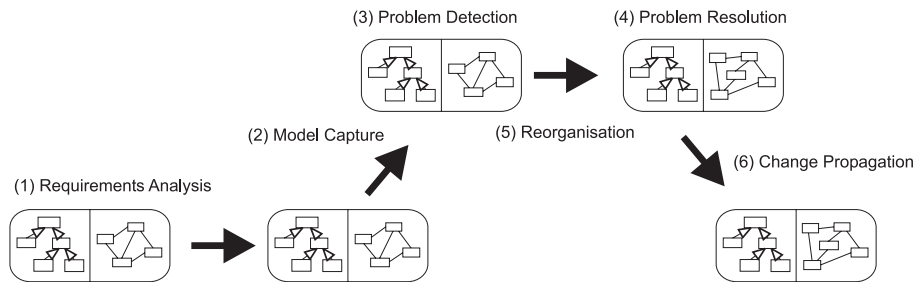 (3) Problem Detection
(4) Problem Resolution
(2) Model Capture
(5) Reorganisation
(6) Change Propagation
(1) Requirements Analysis